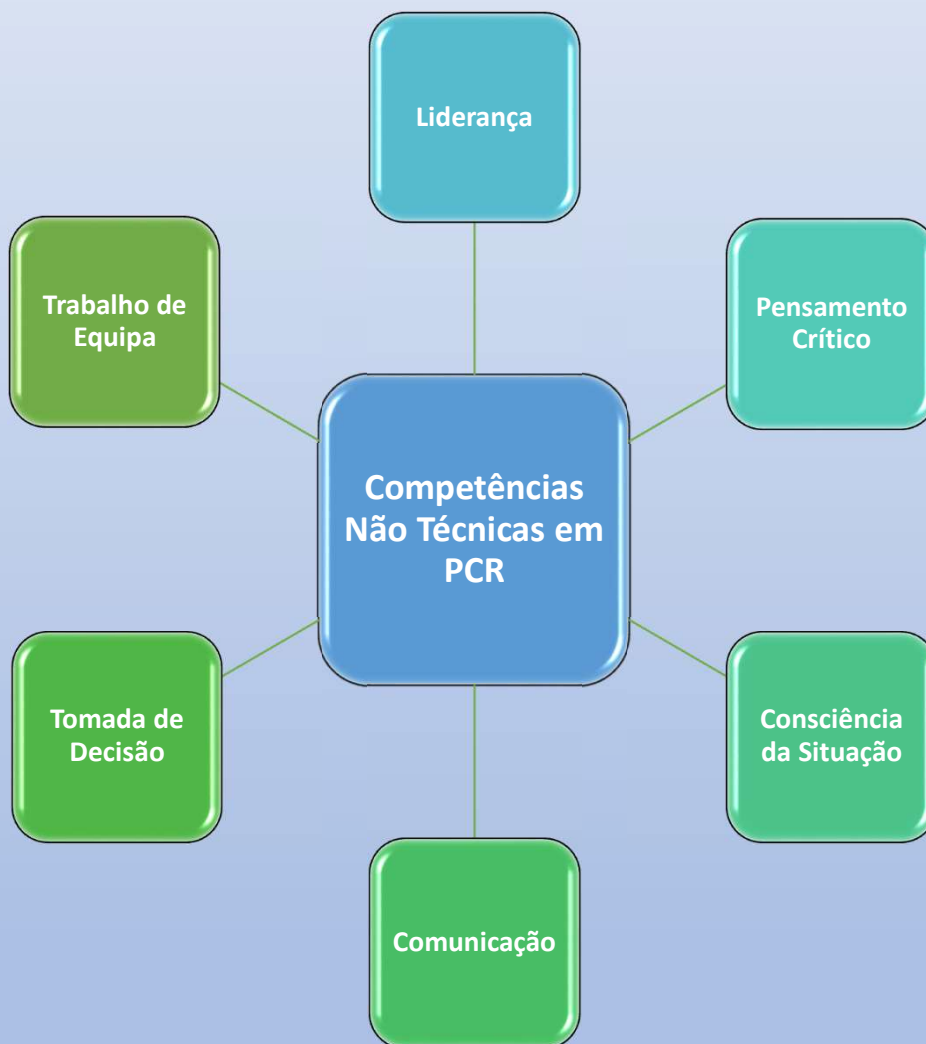 Liderança
Trabalho de
Equipa
Pensamento
Crítico
Competências
Não Técnicas em
PCR
Tomada de
Decisão
Consciência
da Situação
Comunicação